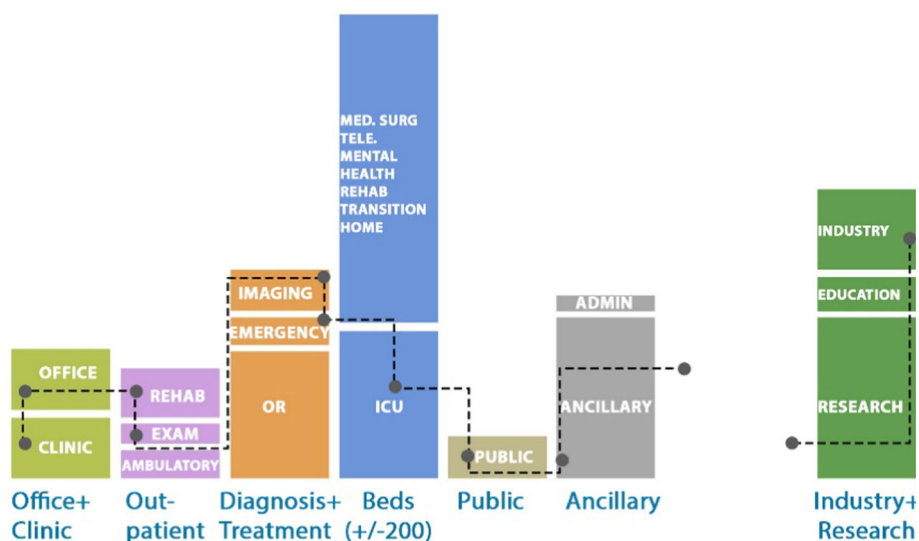 OFFICE
CLINIC
REHAB
EXAM
AMBULATORY
IMAGING
EMERGENCY
OR
MED. SURG
TELE.
MENTAL
HEALTH
REHAB
TRANSITION
HOME
ICU
PUBLIC
ADMIN
ANCILLARY
INDUSTRY
EDUCATION
RESEARCH
Office+
Clinic
Out-
patient
Diagnosis+
Treatment
Beds
(+/-200)
Public
Ancillary
Industry+
Research